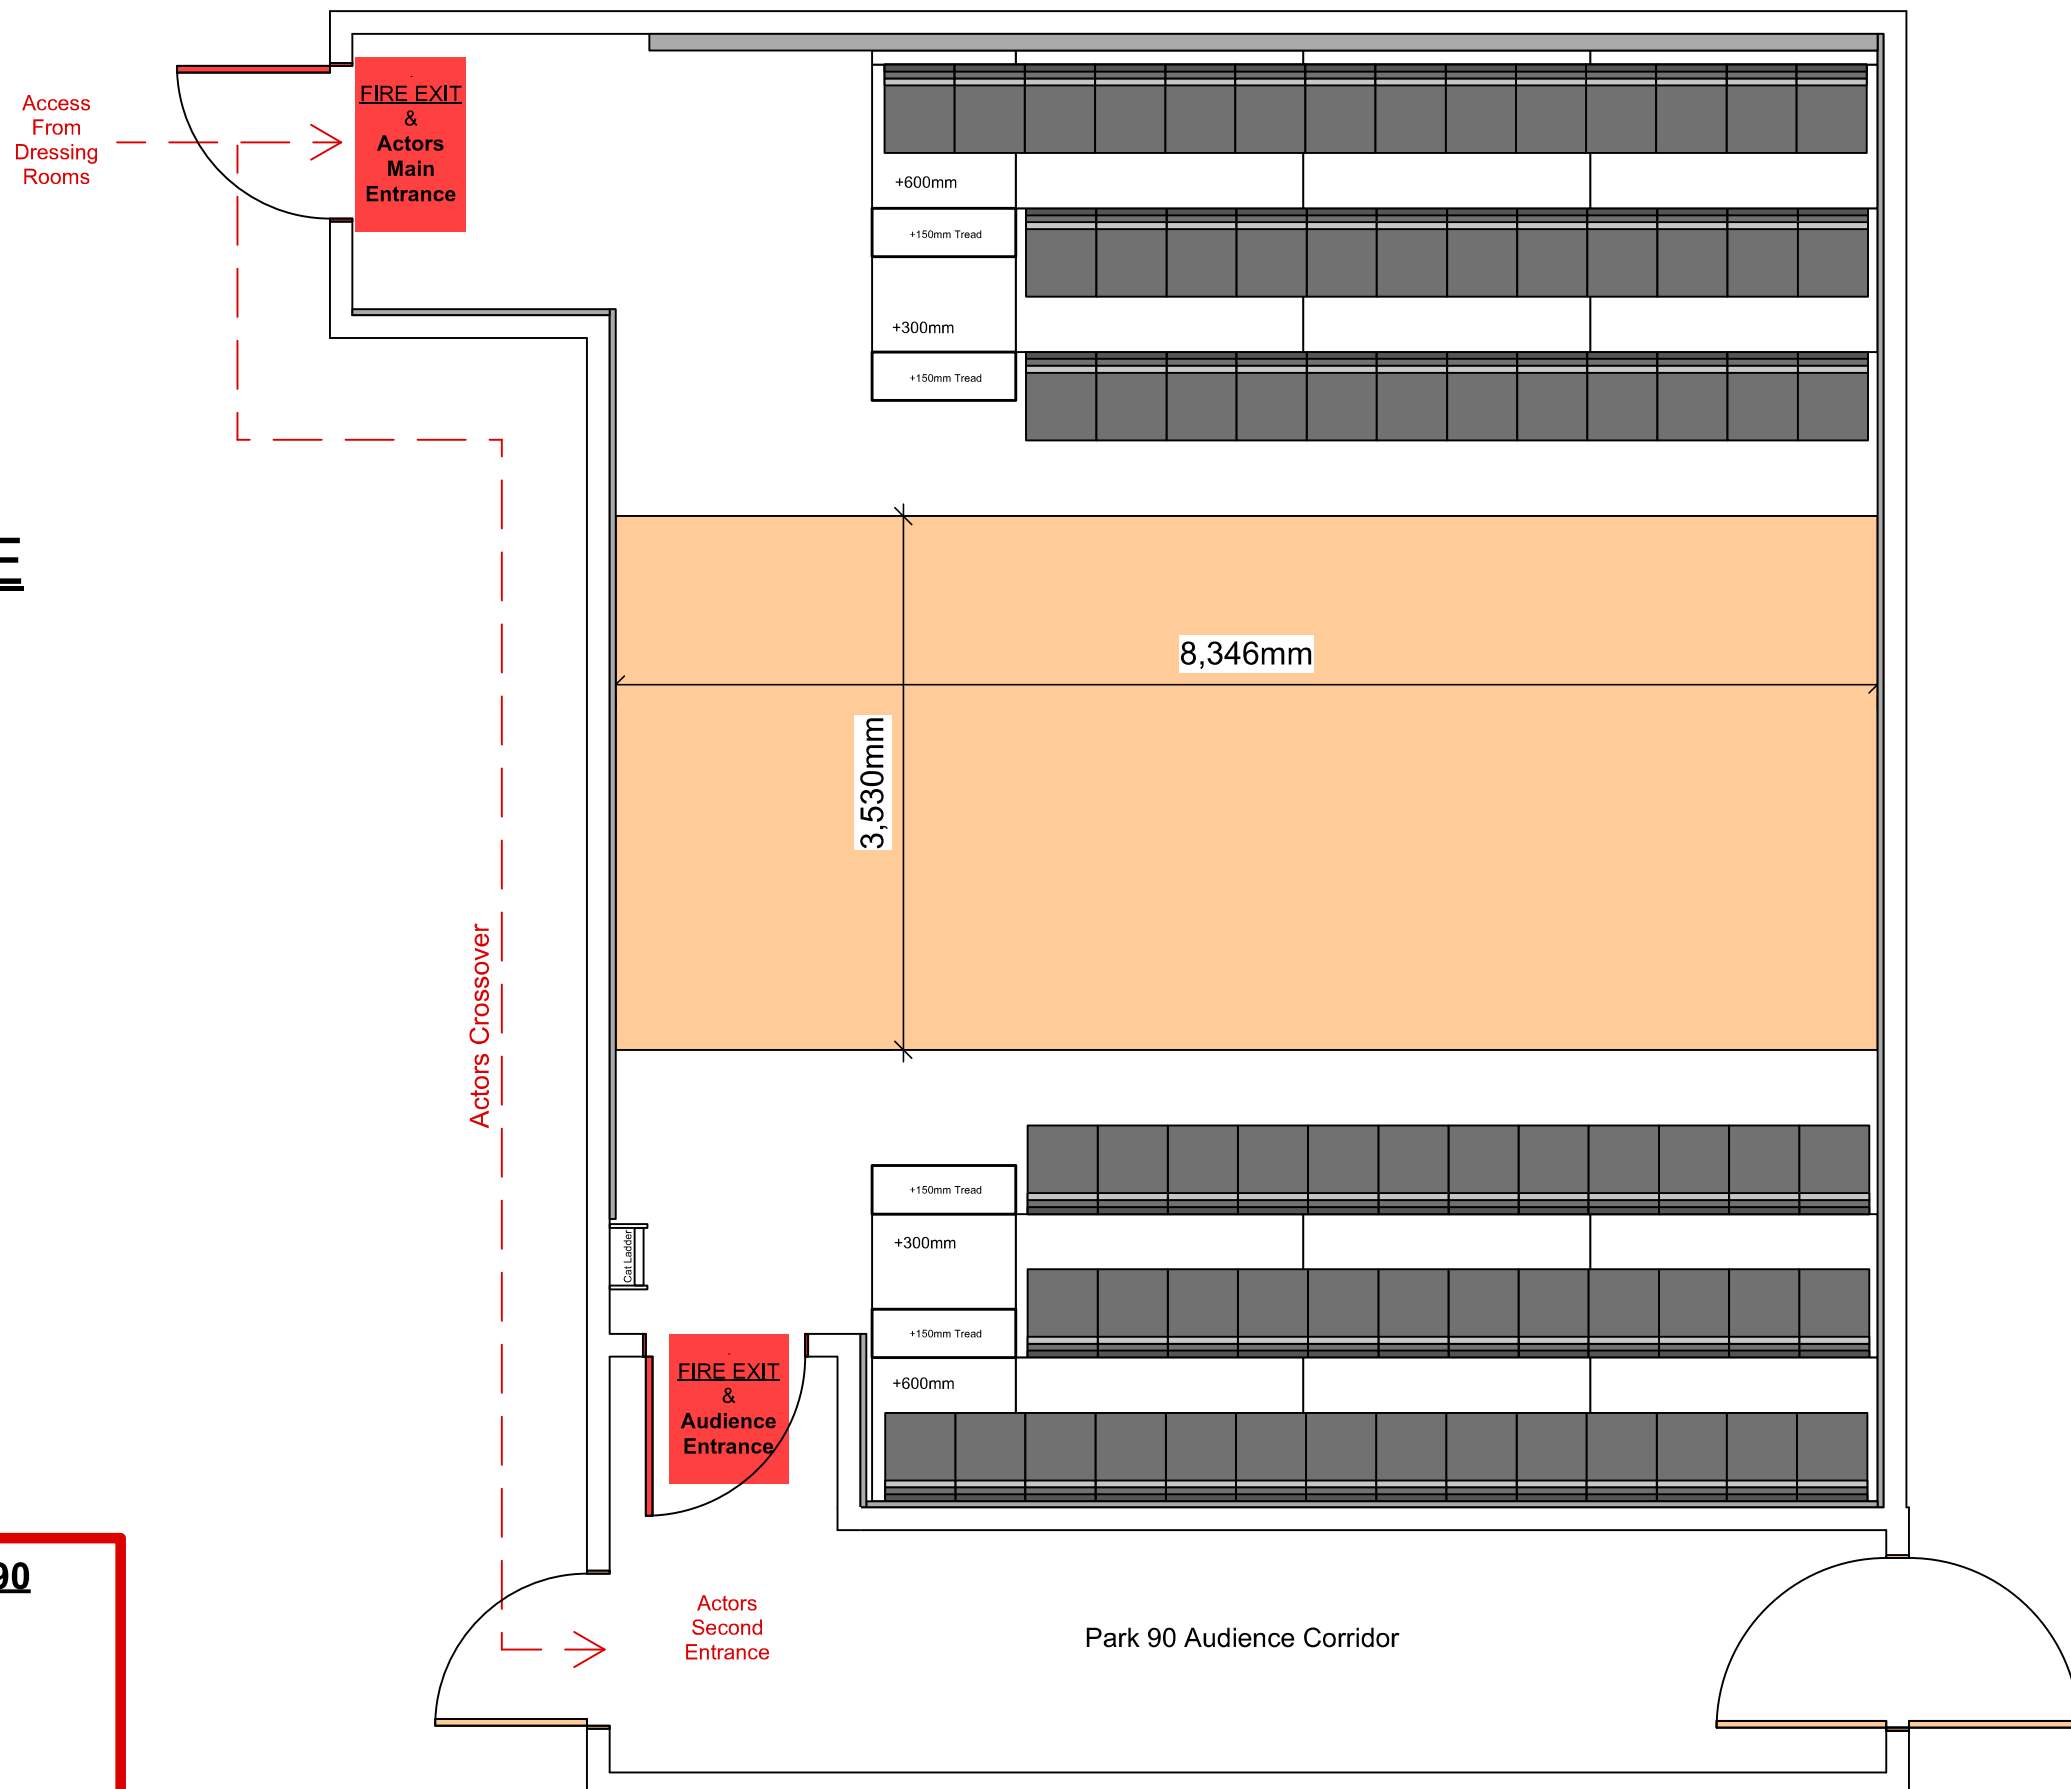 Access
From
Dressing
Rooms
FIRE EXIT
&
Actors
Main
Entrance
+600mm
+150mm Tread
+300mm
+150mm Tread
8,346mm
3,530mm
Actors Crossover
+150mm Tread
+300mm
Cat Ladder
+150mm Tread
+600mm
FIRE EXIT
&
Audience
Entrance
90
Actors
Second
Entrance
Park 90 Audience Corridor